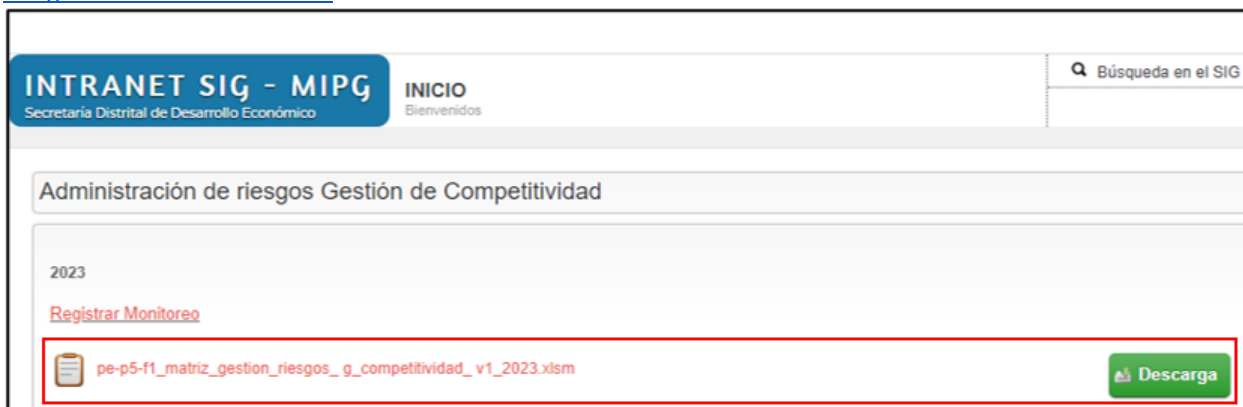 INTRANET SIG - MIPG
Secretaría Distrital de Desarrollo Económico
INICIO
Bienvenidos
Búsqueda en el SIG
Administración de riesgos Gestión de Competitividad
2023
Registrar Monitoreo
pe-p5-f1_matriz_gestion_riesgos_ g_competitividad_ v1_2023.xlsm
Descarga